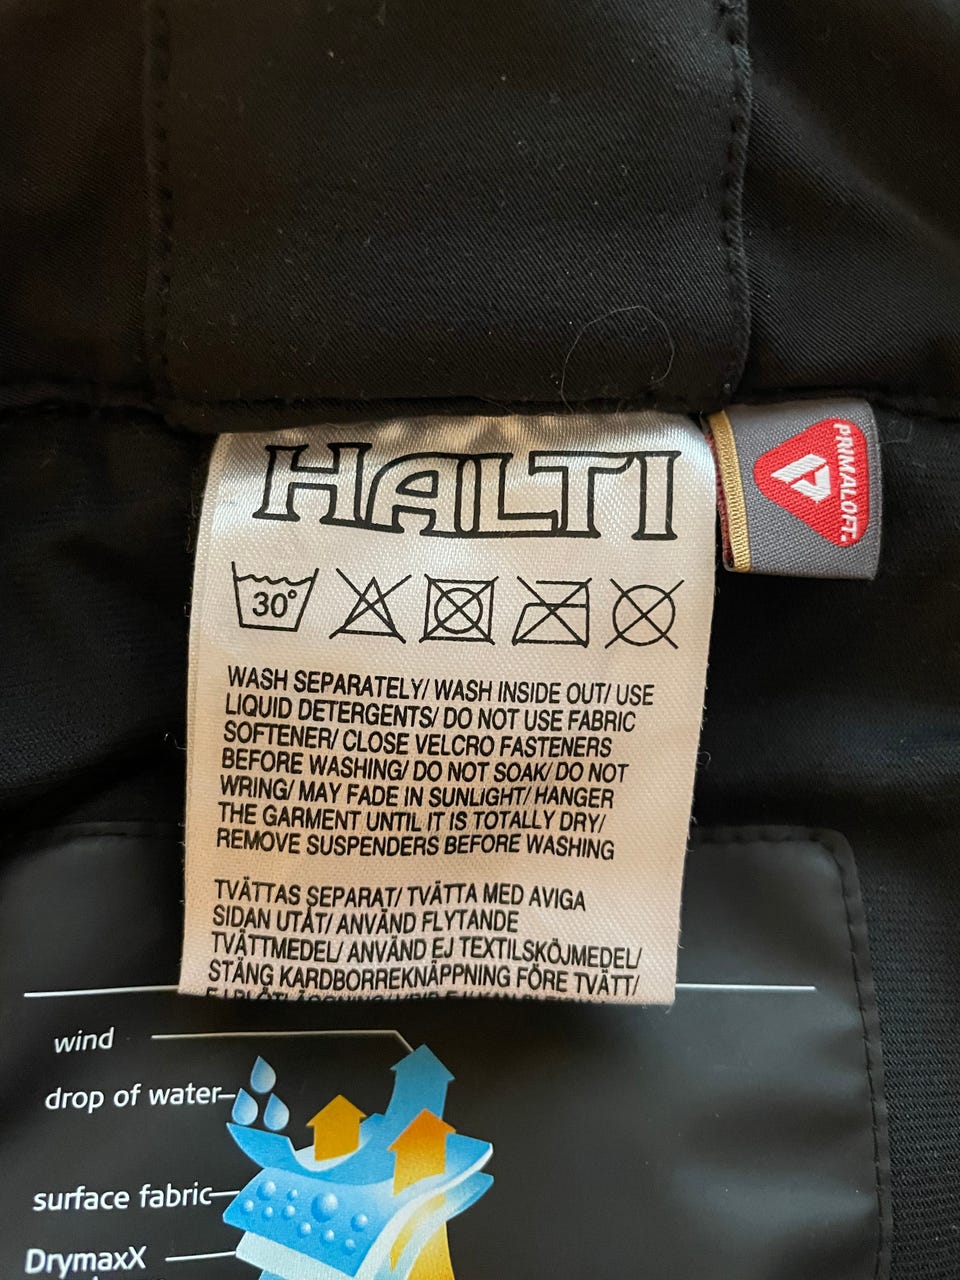 HALTI
PRIMALOFT.
30°
WASH SEPARATELY/ WASH INSIDE OUT/ USE
LIQUID DETERGENTS/ DO NOT USE FABRIC
SOFTENER/ CLOSE VELCRO FASTENERS
BEFORE WASHING/ DO NOT SOAK/ DO NOT
WRING/ MAY FADE IN SUNLIGHT/ HANGER
THE GARMENT UNTIL IT IS TOTALLY DRY/
REMOVE SUSPENDERS BEFORE WASHING
TVÄTTAS SEPARAT/ TVÄTTA MED AVIGA
SIDAN UTÅT/ ANVÄND FLYTANDE
TVÄTTMEDEL/ ANVÄND EJ TEXTILSKÖJMEDEL/
STÄNG KARDBORREKNÄPPNING FÖRE TVÄTT/
wind
drop of water
surface fabric
DrymaxX